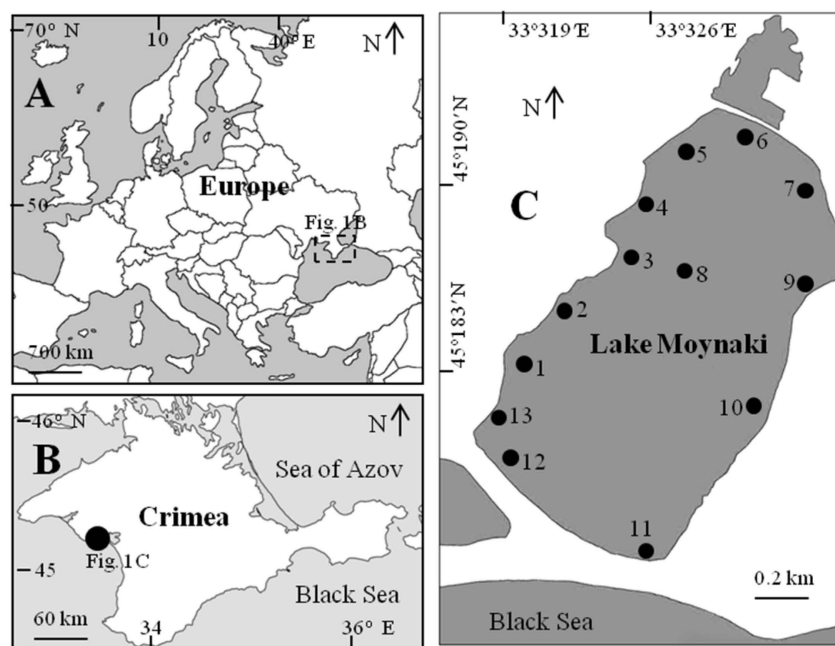 70° N
10
40° E
N
A
Europe
50
Fig. 1B
700 km
46° N
N
B
Sea of Azov
Crimea
Fig. 1C
45
Black Sea
60 km
34
36° E
33°319′E
33°326′E
N
45°190′N
C
45°183′N
6
5
7
4
3
8
9
2
Lake Moynaki
1
10
13
12
11
0.2 km
Black Sea